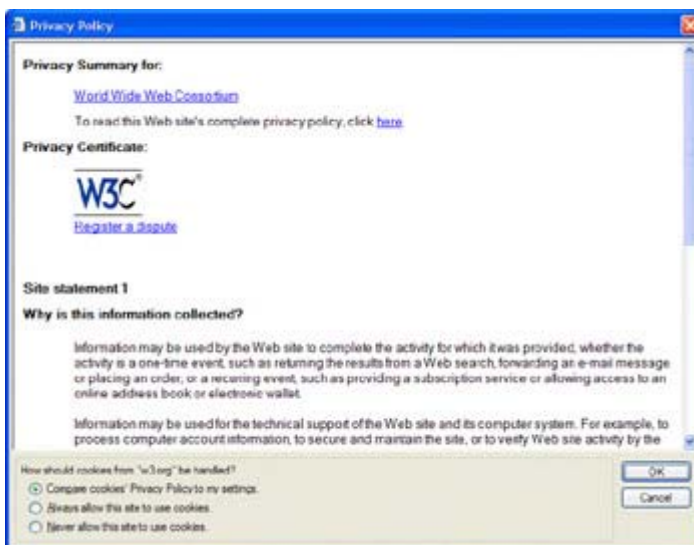 Privacy Policy
Privacy Summary for:
World Wide Web Consortium
To read this Web site's complete privacy policy, click here
Privacy Certificate:
W3C®
Register a dispute
Site statement 1
Why is this information collected?
Information may be used by the Web site to complete the activity for which it was provided, whether the
activity is a one-time event, such as returning the results from a Web search, forwarding an e-mail message
or placing an order, or a recurring event, such as providing a subscription service or allowing access to an
online address book or electronic wallet.
Information may be used for the technical support of the Web site and its computer system. For example, to
process computer account information, to secure and maintain the site, or to verify Web site activity by the
How should cookies from "w3.org" be handled?
Compare cookies' Privacy Policy to my settings.
Always allow this site to use cookies.
Never allow this site to use cookies.
OK
Cancel